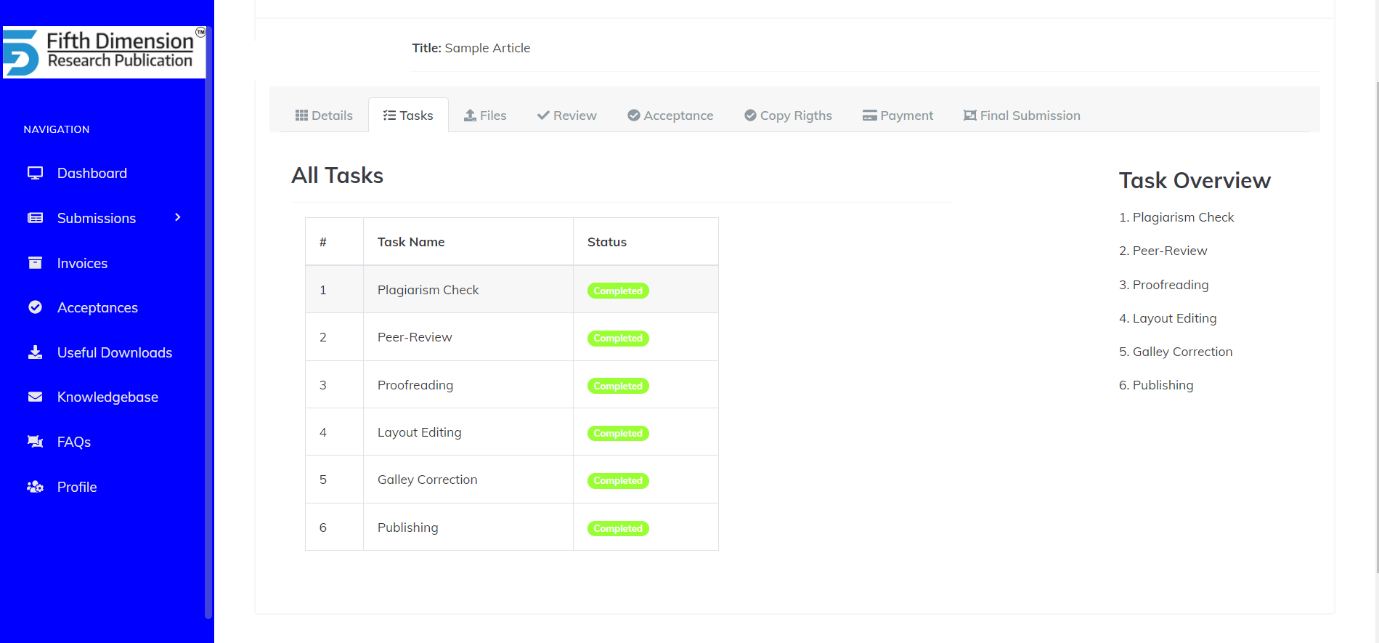 Fifth Dimension TM
Research Publication
NAVIGATION
Dashboard
Submissions
Invoices
Acceptances
Useful Downloads
Knowledgebase
FAQs
Profile
Title: Sample Article
Details Tasks Files Review Acceptance Copy Rigths Payment Final Submission
All Tasks
# Task Name Status
1 Plagiarism Check Completed
2 Peer-Review Completed
3 Proofreading Completed
4 Layout Editing Completed
5 Galley Correction Completed
6 Publishing Completed
Task Overview
1. Plagiarism Check
2. Peer-Review
3. Proofreading
4. Layout Editing
5. Galley Correction
6. Publishing